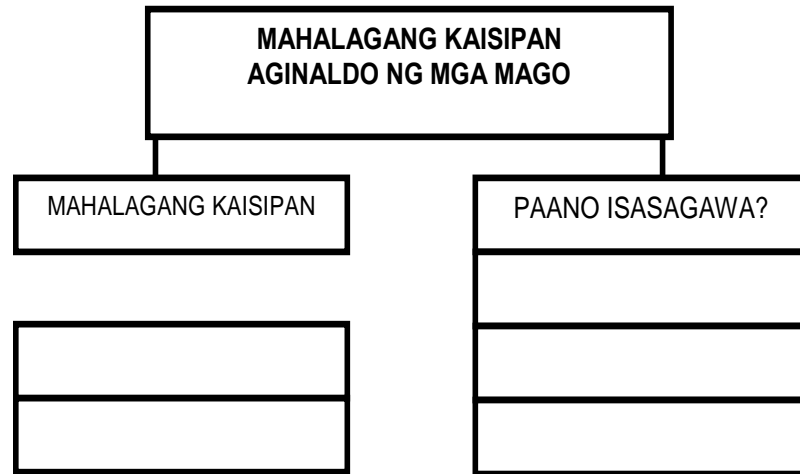 MAHALAGANG KAISIPAN
AGINALDO NG MGA MAGO
MAHALAGANG KAISIPAN
PAANO ISASAGAWA?